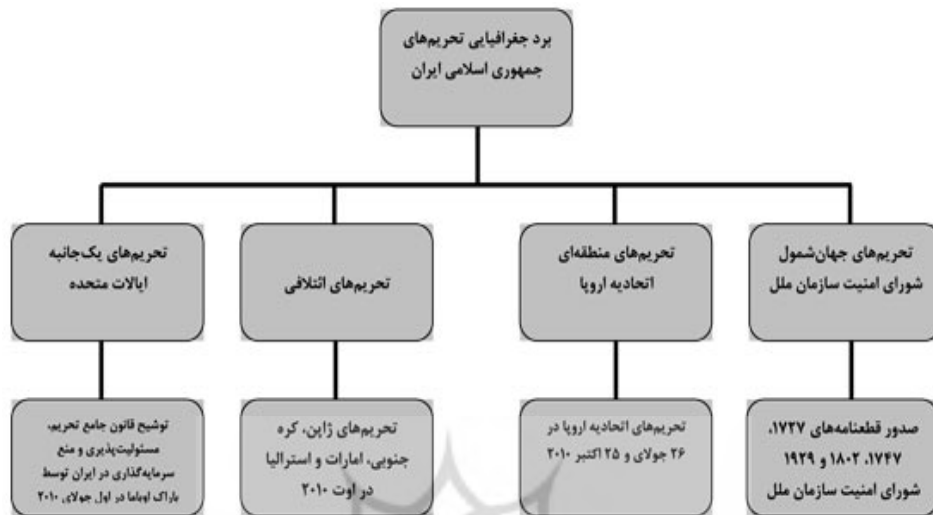 برد جغرافیایی تحریم‌های
جمهوری اسلامی ایران
تحریم‌های جهان‌شمول
شورای امنیت سازمان ملل
تحریم‌های منطقه‌ای
اتحادیه اروپا
تحریم‌های ائتلافی
تحریم‌های یک‌جانبه
ایالات متحده
صدور قطعنامه‌های ۱۷۲۷،
۱۷۴۷، ۱۸۰۲ و ۱۹۲۹
شورای امنیت سازمان ملل
تحریم‌های اتحادیه اروپا در
۲۶ جولای و ۲۵ اکتبر ۲۰۱۰
تحریم‌های ژاپن، کره
جنوبی، امارات و استرالیا
در اوت ۲۰۱۰
توشیح قانون جامع تحریم،
مسئولیت‌پذیری و منع
سرمایه‌گذاری در ایران توسط
باراک اوباما در اول جولای ۲۰۱۰